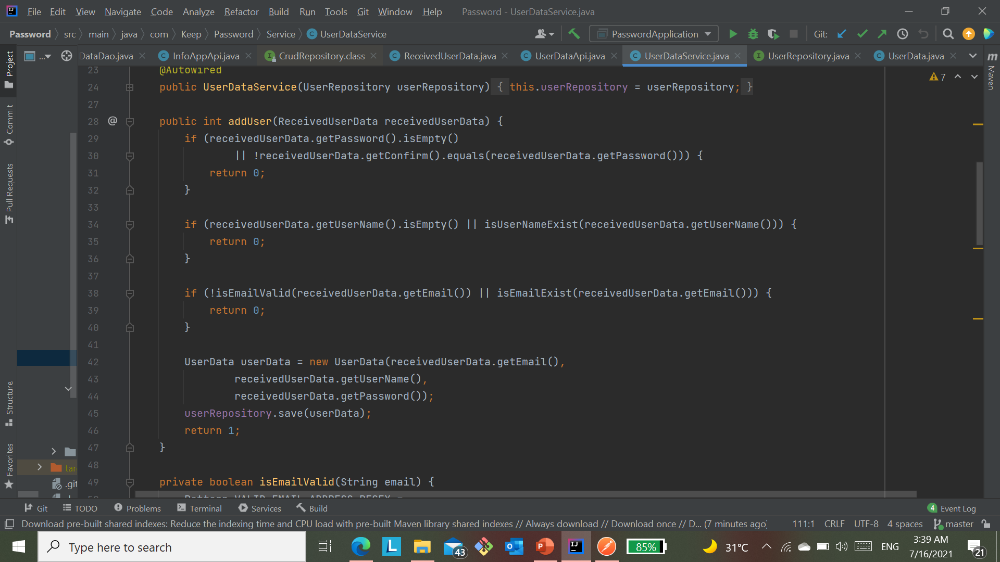 File Edit View Navigate Code Analyze Refactor Build Run Tools Git Window Help Password - UserDataService.java
Password src main java com Keep Password Service UserDataService PasswordApplication Git:
DataDao.java InfoAppApi.java CrudRepository.class ReceivedUserData.java UserDataApi.java UserDataService.java UserRepository.java UserData.java
Project
Commit
Pull Requests
Structure
Favorites
Maven
7
23 @Autowired
24 public UserDataService(UserRepository userRepository) { this.userRepository = userRepository; }
27
28 @ public int addUser(ReceivedUserData receivedUserData) {
29 if (receivedUserData.getPassword().isEmpty()
30 || !receivedUserData.getConfirm().equals(receivedUserData.getPassword())) {
31 return 0;
32 }
33
34 if (receivedUserData.getUserName().isEmpty() || isUserNameExist(receivedUserData.getUserName())) {
35 return 0;
36 }
37
38 if (!isEmailValid(receivedUserData.getEmail()) || isEmailExist(receivedUserData.getEmail())) {
39 return 0;
40 }
41
42 UserData userData = new UserData(receivedUserData.getEmail(),
43 receivedUserData.getUserName(),
44 receivedUserData.getPassword());
45 userRepository.save(userData);
46 return 1;
47 }
48
49 private boolean isEmailValid(String email) {
tar
.git
Git TODO Problems Terminal Services Build 4 Event Log
Download pre-built shared indexes: Reduce the indexing time and CPU load with pre-built Maven library shared indexes // Always download // Download once // D... (7 minutes ago) 111:1 CRLF UTF-8 4 spaces master
Type here to search 43 85% 31°C ENG 3:39 AM
7/16/2021 21